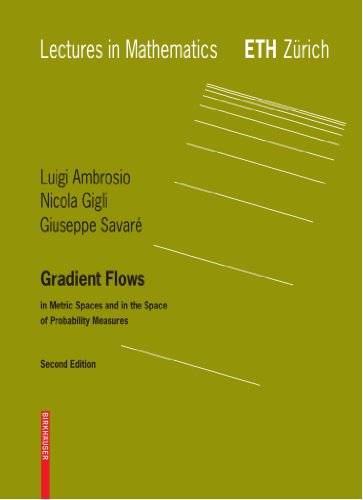 Lectures in Mathematics ETH Zürich
Luigi Ambrosio
Nicola Gigli
Giuseppe Savaré
Gradient Flows
in Metric Spaces and in the Space
of Probability Measures
Second Edition
BIRKHÄUSER